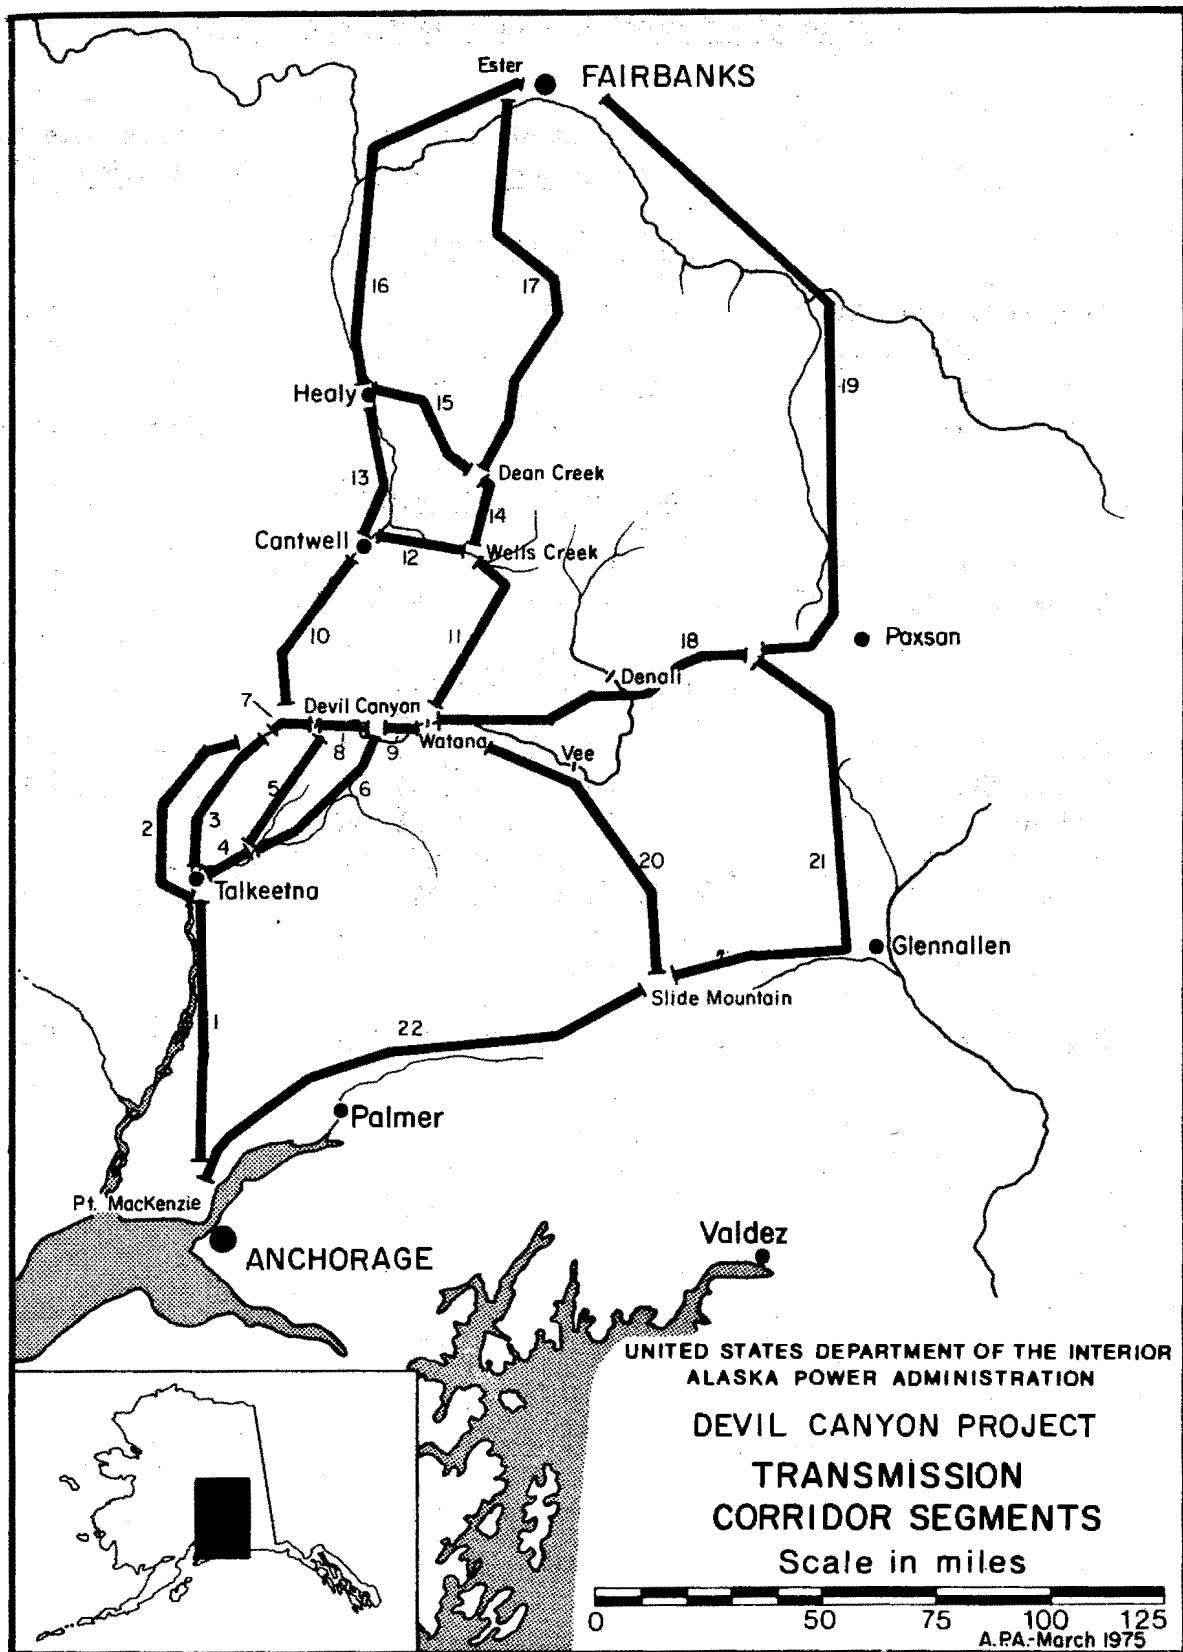 Ester
FAIRBANKS
16
17
19
Healy
15
13
Dean Creek
14
Cantwell
12
Wells Creek
10
11
18
Paxson
Denali
7
Devil Canyon
8
9
Watana
Vee
5
6
2
3
4
20
21
Talkeetna
Glennallen
Slide Mountain
1
22
Palmer
Pt. MacKenzie
Valdez
ANCHORAGE
UNITED STATES DEPARTMENT OF THE INTERIOR
ALASKA POWER ADMINISTRATION
DEVIL CANYON PROJECT
TRANSMISSION
CORRIDOR SEGMENTS
Scale in miles
0 50 75 100 125
A.P.A.-March 1975